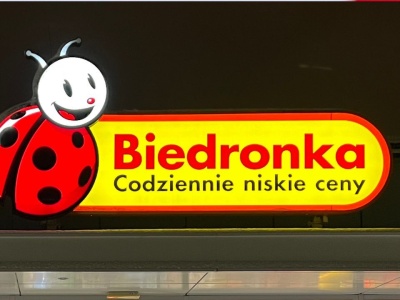 Biedronka
Codziennie niskie ceny